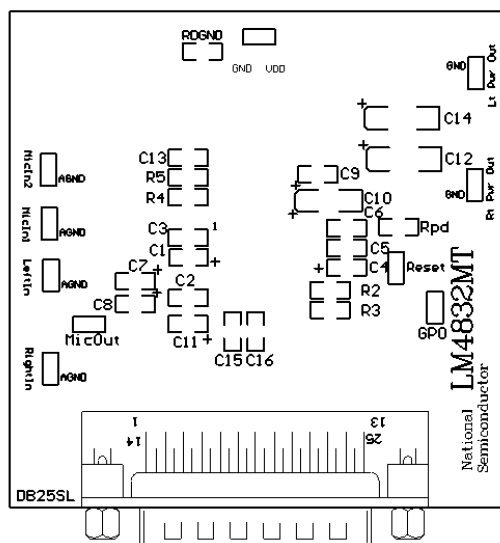 RDGND
GND VDD
GND
Lt Pwr Out
C14
C13
MicIn2
AGND
R5
R4
C9
C12
GND
Rt Pwr Out
C10
MicIn1
AGND
C3
1
C6
Rpd
C1
+
C5
LeftIn
AGND
C7
+
C4
+
Reset
C8
+
C2
R2
R3
GPO
MicOut
C11
+
C15
C16
RightIn
AGND
LM4832MT
National
Semiconductor
1
13
14
25
DB25SL